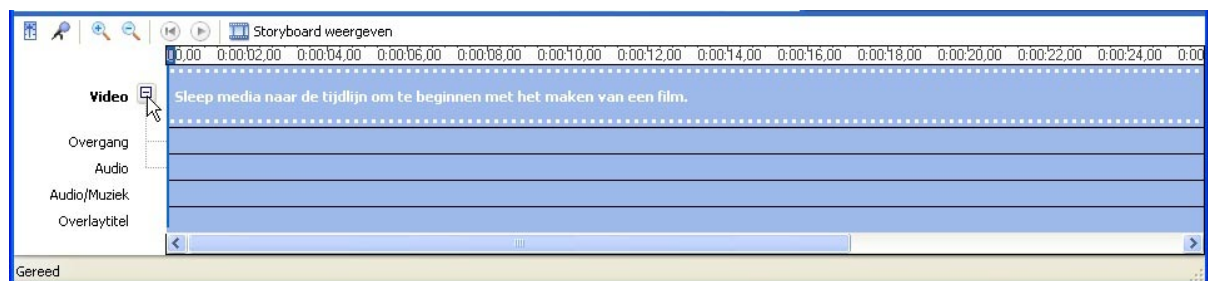 Storyboard weergeven
0,00 0:00:02,00 0:00:04,00 0:00:06,00 0:00:08,00 0:00:10,00 0:00:12,00 0:00:14,00 0:00:16,00 0:00:18,00 0:00:20,00 0:00:22,00 0:00:24,00 0:00
Video Sleep media naar de tijdlijn om te beginnen met het maken van een film.
Overgang
Audio
Audio/Muziek
Overlaytitel
Gereed